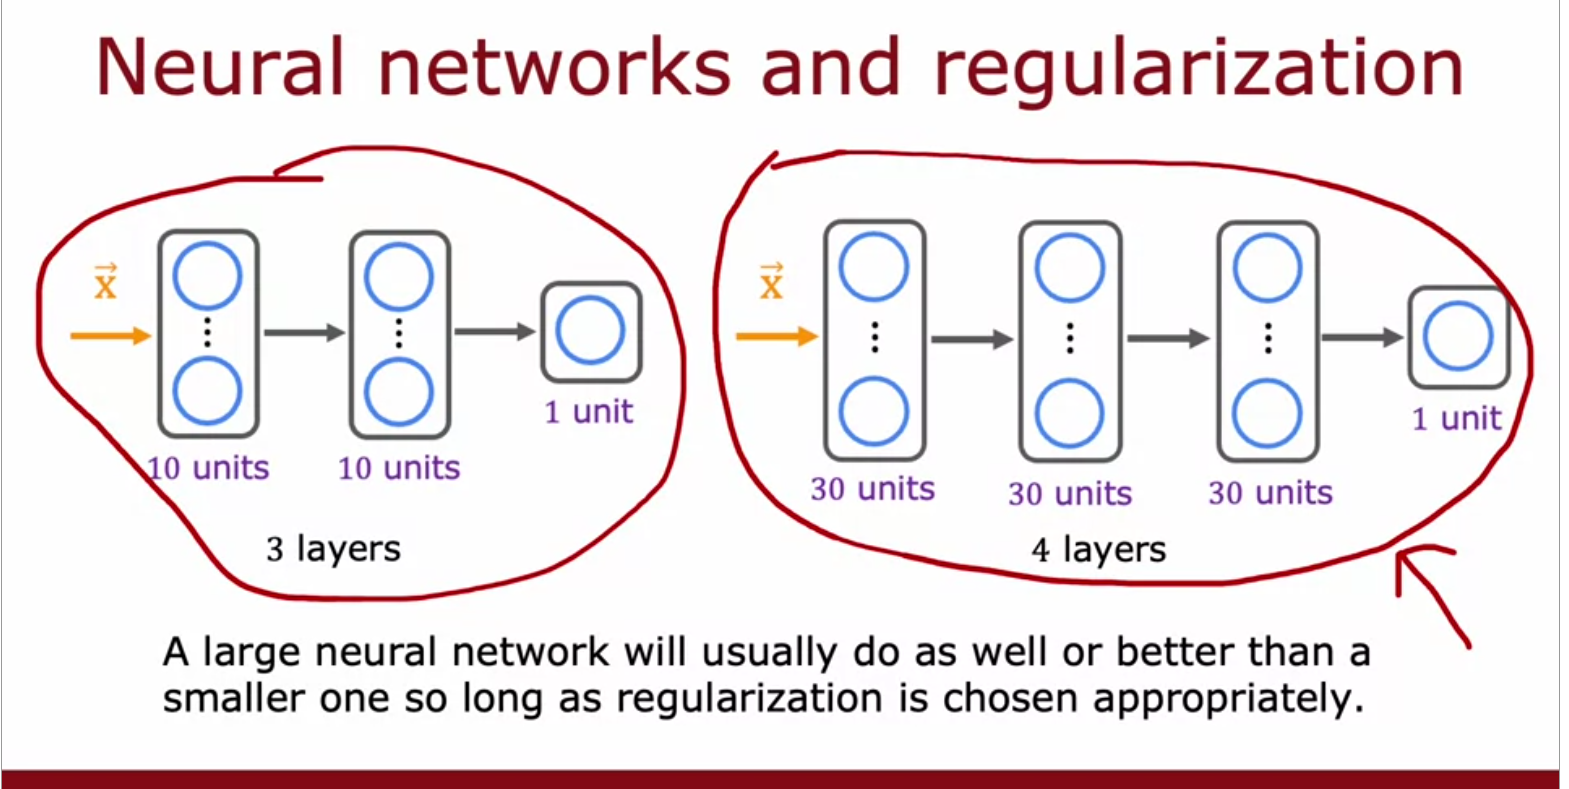 Neural networks and regularization
x⃗
10 units
10 units
1 unit
3 layers
x⃗
30 units
30 units
30 units
1 unit
4 layers
A large neural network will usually do as well or better than a
smaller one so long as regularization is chosen appropriately.